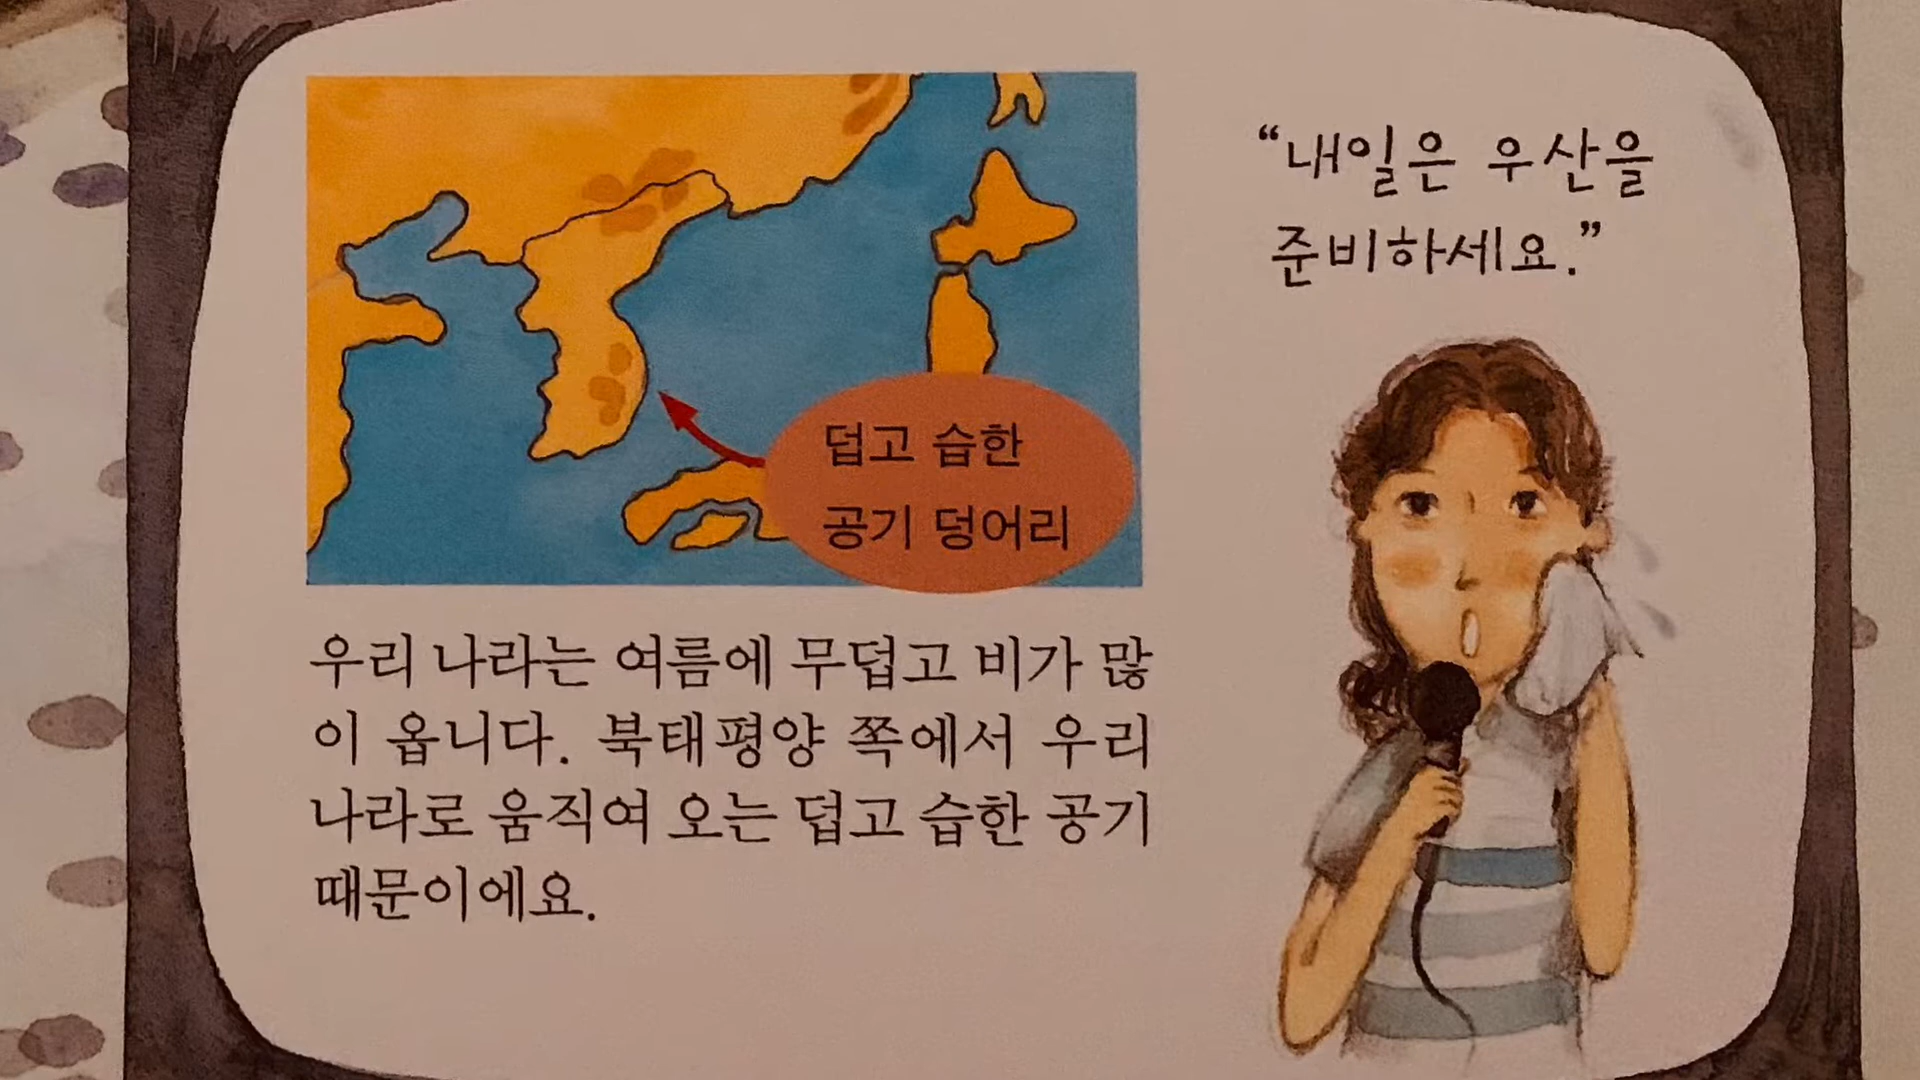 덥고 습한
공기 덩어리
“내일은 우산을
준비하세요.”
우리 나라는 여름에 무덥고 비가 많
이 옵니다. 북태평양 쪽에서 우리
나라로 움직여 오는 덥고 습한 공기
때문이에요.